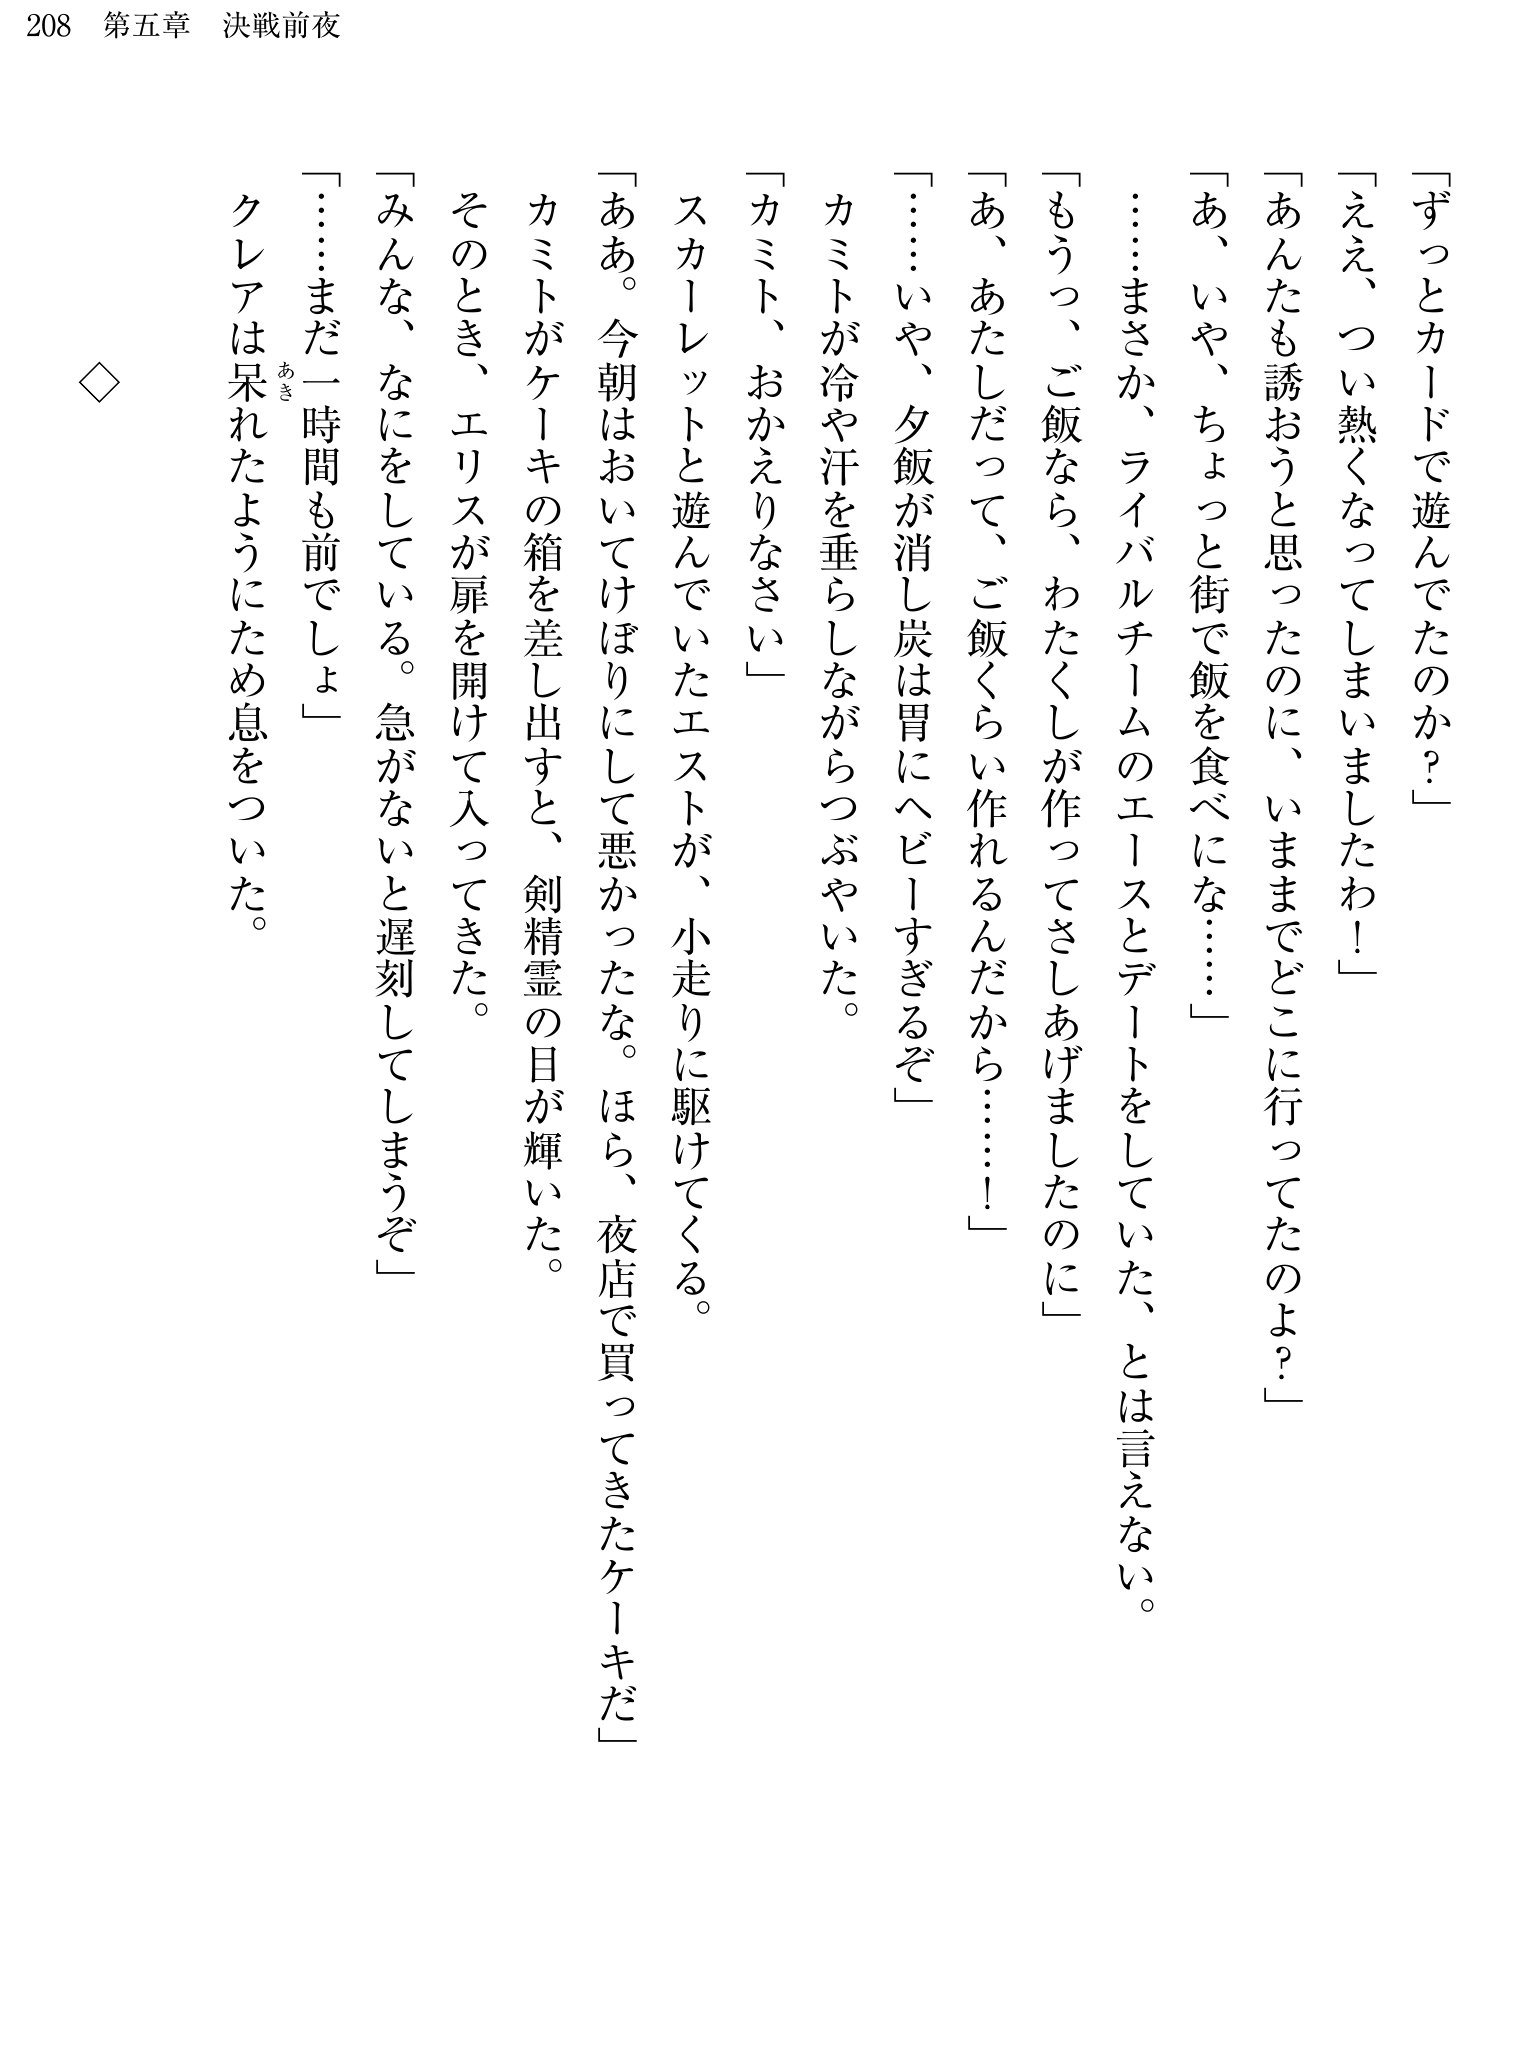 208 第五章 決戦前夜
「ずっとカードで遊んでたのか?」
「ええ、つい熱くなってしまいましたわ!」
「あんたも誘おうと思ったのに、いままでどこに行ってたのよ?」
「あ、いや、ちょっと街で飯を食べにな……」
……まさか、ライバルチームのエースとデートをしていた、とは言えない。
「もうっ、ご飯なら、わたくしが作ってさしあげましたのに」
「あ、あたしだって、ご飯くらい作れるんだから……!」
「……いや、夕飯が消し炭は胃にヘビーすぎるぞ」
カミトが冷や汗を垂らしながらつぶやいた。
「カミト、おかえりなさい」
スカーレットと遊んでいたエストが、小走りに駆けてくる。
「ああ。今朝はおいてけぼりにして悪かったな。ほら、夜店で買ってきたケーキだ」
カミトがケーキの箱を差し出すと、剣精霊の目が輝いた。
そのとき、エリスが扉を開けて入ってきた。
「みんな、なにをしている。急がないと遅刻してしまうぞ」
「……まだ一時間も前でしょ」
あき
クレアは呆れたようにため息をついた。
◇